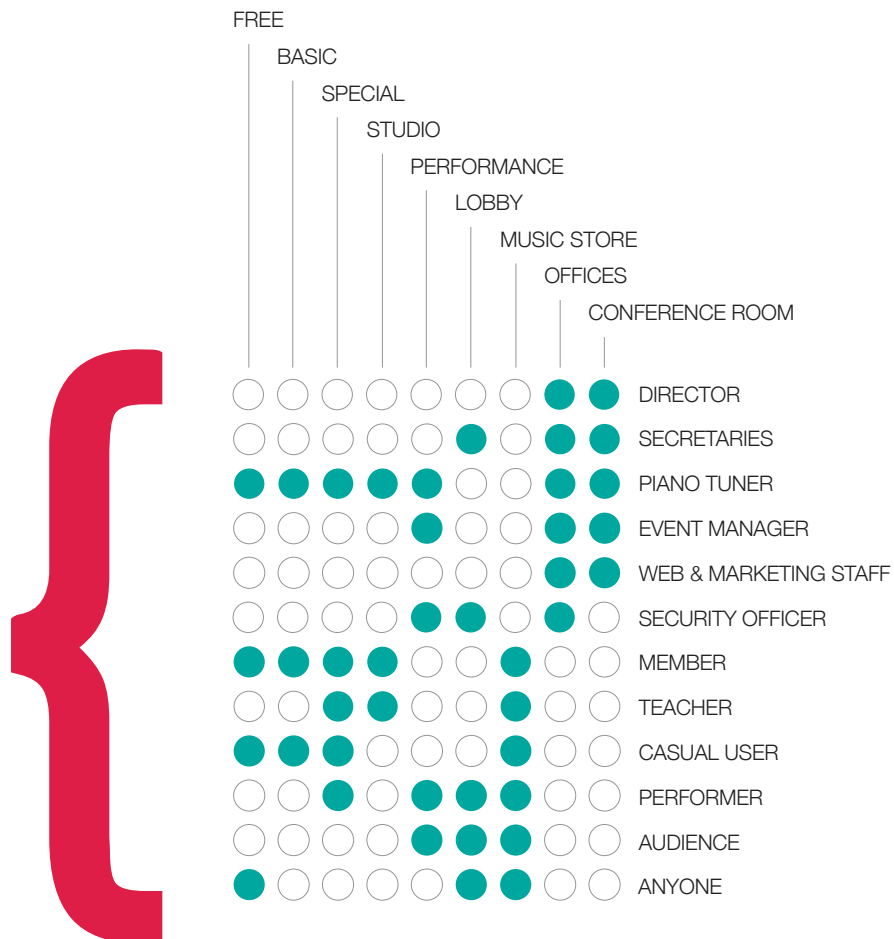 FREE
BASIC
SPECIAL
STUDIO
PERFORMANCE
LOBBY
MUSIC STORE
OFFICES
CONFERENCE ROOM
DIRECTOR
SECRETARIES
PIANO TUNER
EVENT MANAGER
WEB & MARKETING STAFF
SECURITY OFFICER
MEMBER
TEACHER
CASUAL USER
PERFORMER
AUDIENCE
ANYONE